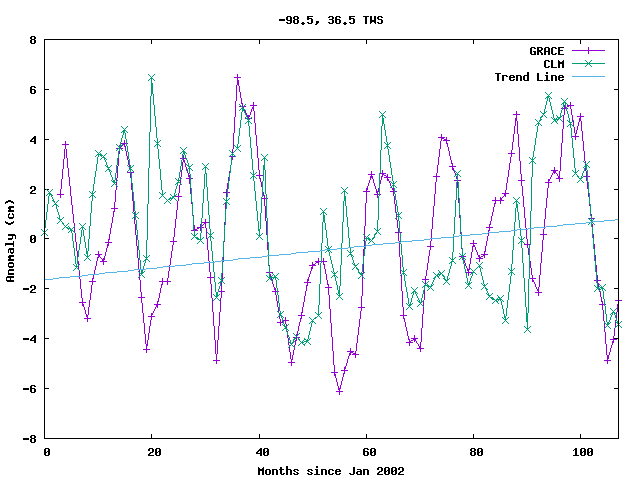 -98.5, 36.5 TWS
GRACE
CLM
Trend Line
8
6
4
2
0
-2
-4
-6
-8
Anomaly (cm)
0 20 40 60 80 100
Months since Jan 2002